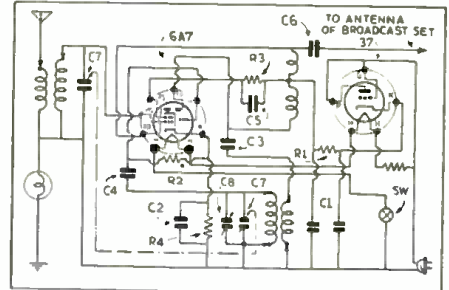 C6
TO ANTENNA
OF BROADCAST SET
37
6A7
C7
R3
C5
C3
R1
C4
R2
C2
C8 C7
C1
SW
R4